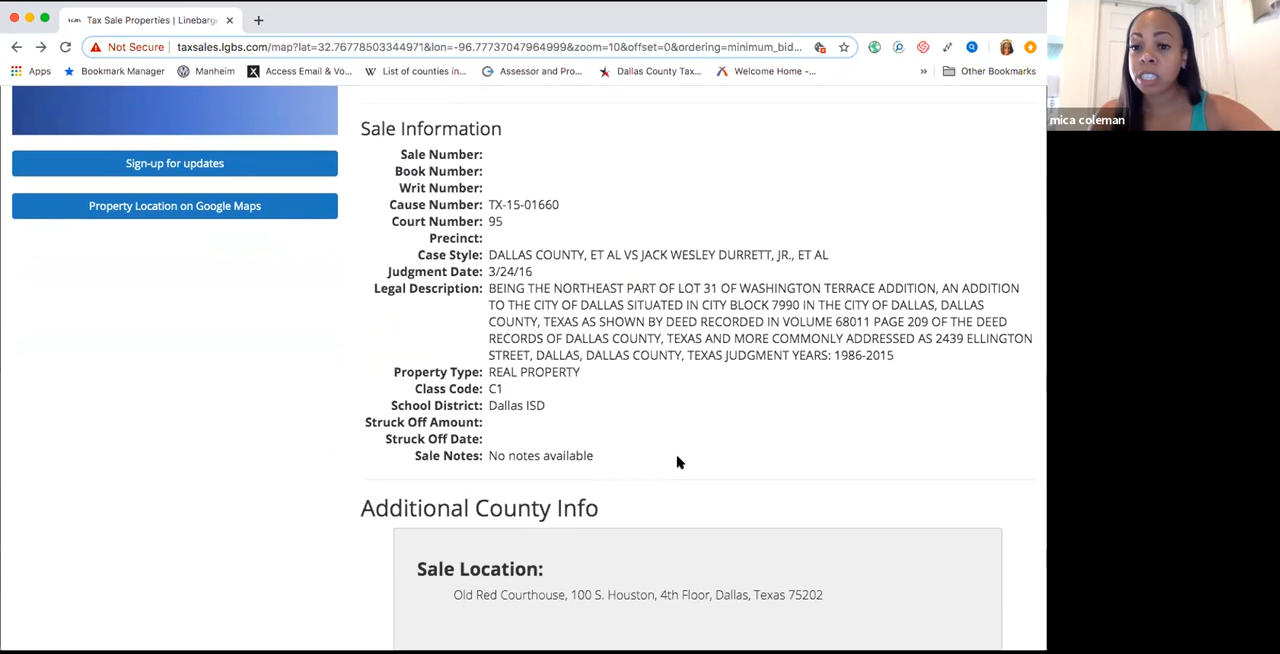 Tax Sale Properties | Linebarg
Not Secure | taxsales.lgbs.com/map?lat=32.76778503344971&lon=-96.77737047964999&zoom=10&offset=0&ordering=minimum_bid...
Apps Bookmark Manager Manheim Access Email & Vo... List of counties in... Assessor and Pro... Dallas County Tax... Welcome Home -... » Other Bookmarks
mica coleman
Sign-up for updates
Property Location on Google Maps
Sale Information
Sale Number:
Book Number:
Writ Number:
Cause Number: TX-15-01660
Court Number: 95
Precinct:
Case Style: DALLAS COUNTY, ET AL VS JACK WESLEY DURRETT, JR., ET AL
Judgment Date: 3/24/16
Legal Description: BEING THE NORTHEAST PART OF LOT 31 OF WASHINGTON TERRACE ADDITION, AN ADDITION
TO THE CITY OF DALLAS SITUATED IN CITY BLOCK 7990 IN THE CITY OF DALLAS, DALLAS
COUNTY, TEXAS AS SHOWN BY DEED RECORDED IN VOLUME 68011 PAGE 209 OF THE DEED
RECORDS OF DALLAS COUNTY, TEXAS AND MORE COMMONLY ADDRESSED AS 2439 ELLINGTON
STREET, DALLAS, DALLAS COUNTY, TEXAS JUDGMENT YEARS: 1986-2015
Property Type: REAL PROPERTY
Class Code: C1
School District: Dallas ISD
Struck Off Amount:
Struck Off Date:
Sale Notes: No notes available
Additional County Info
Sale Location:
Old Red Courthouse, 100 S. Houston, 4th Floor, Dallas, Texas 75202